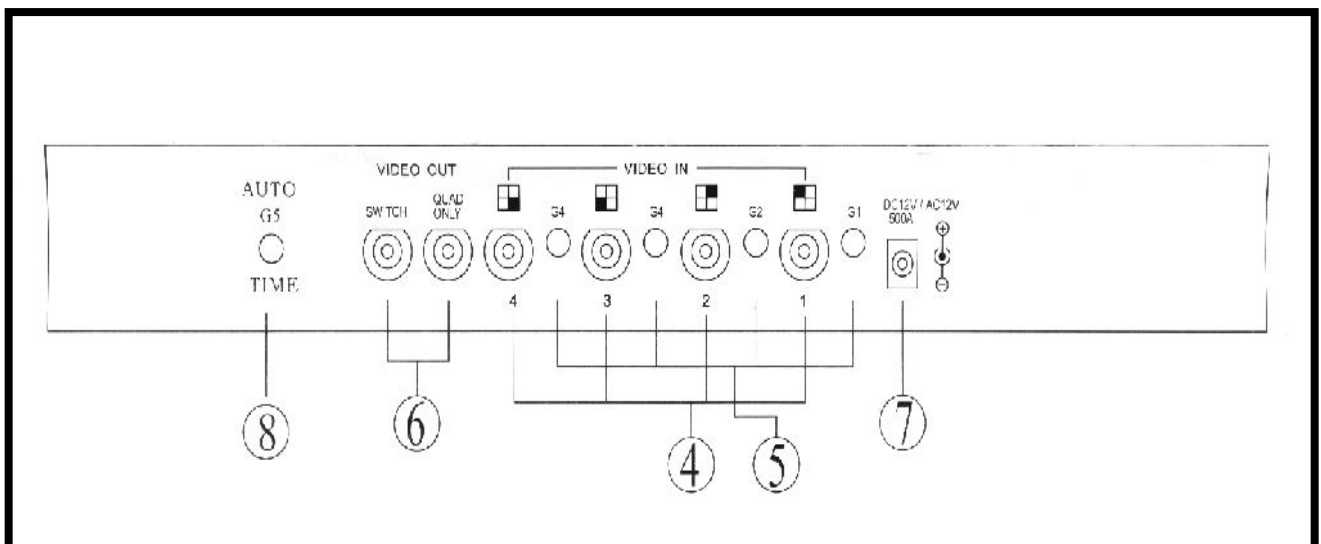 VIDEO OUT
VIDEO IN
AUTO
G5
TIME
SWITCH
QUAD
ONLY
G4
G4
G2
G1
DC12V / AC12V
500A
4
3
2
1
8
6
4
5
7